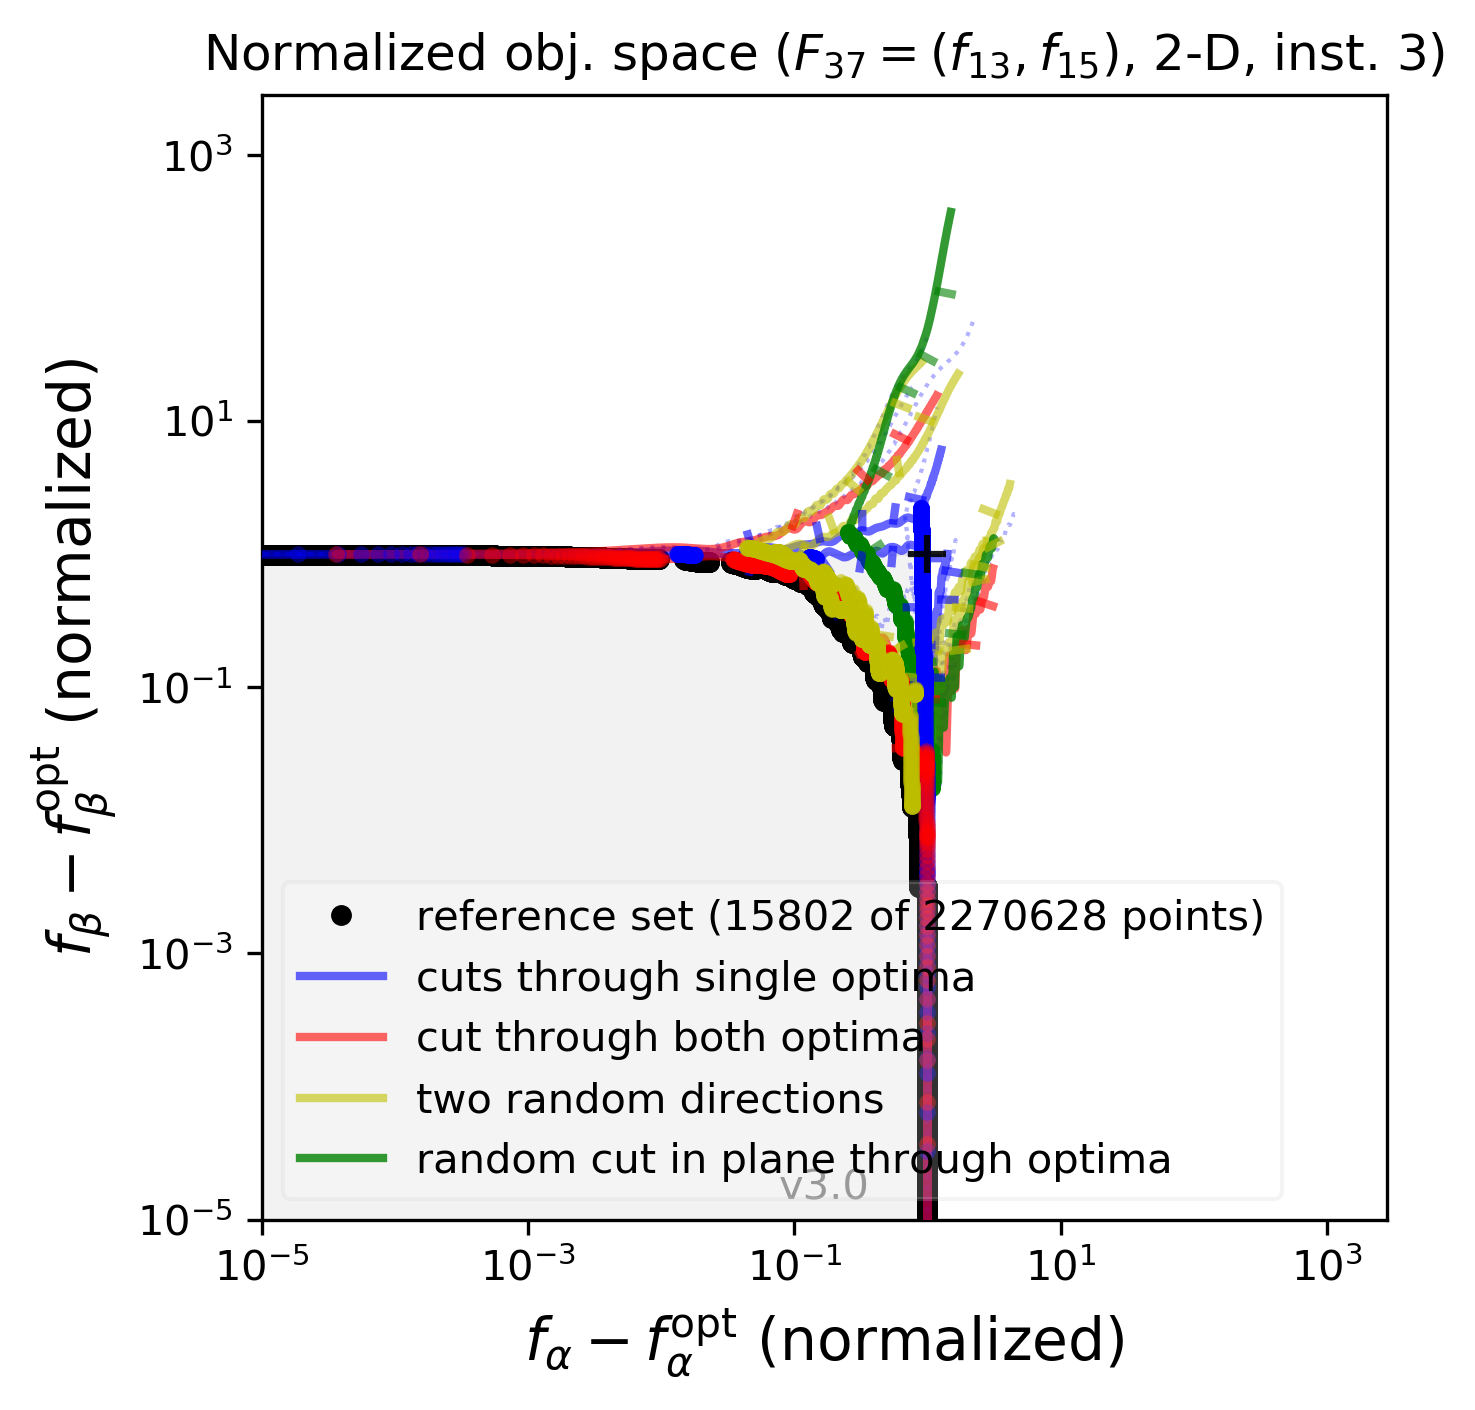 Normalized obj. space (F₃₇ = (f₁₃, f₁₅), 2-D, inst. 3)
10³
10¹
10⁻¹
10⁻³
10⁻⁵
f_β − f_β^opt (normalized)
reference set (15802 of 2270628 points)
cuts through single optima
cut through both optima
two random directions
random cut in plane through optima
v3.0
10⁻⁵ 10⁻³ 10⁻¹ 10¹ 10³
f_α − f_α^opt (normalized)